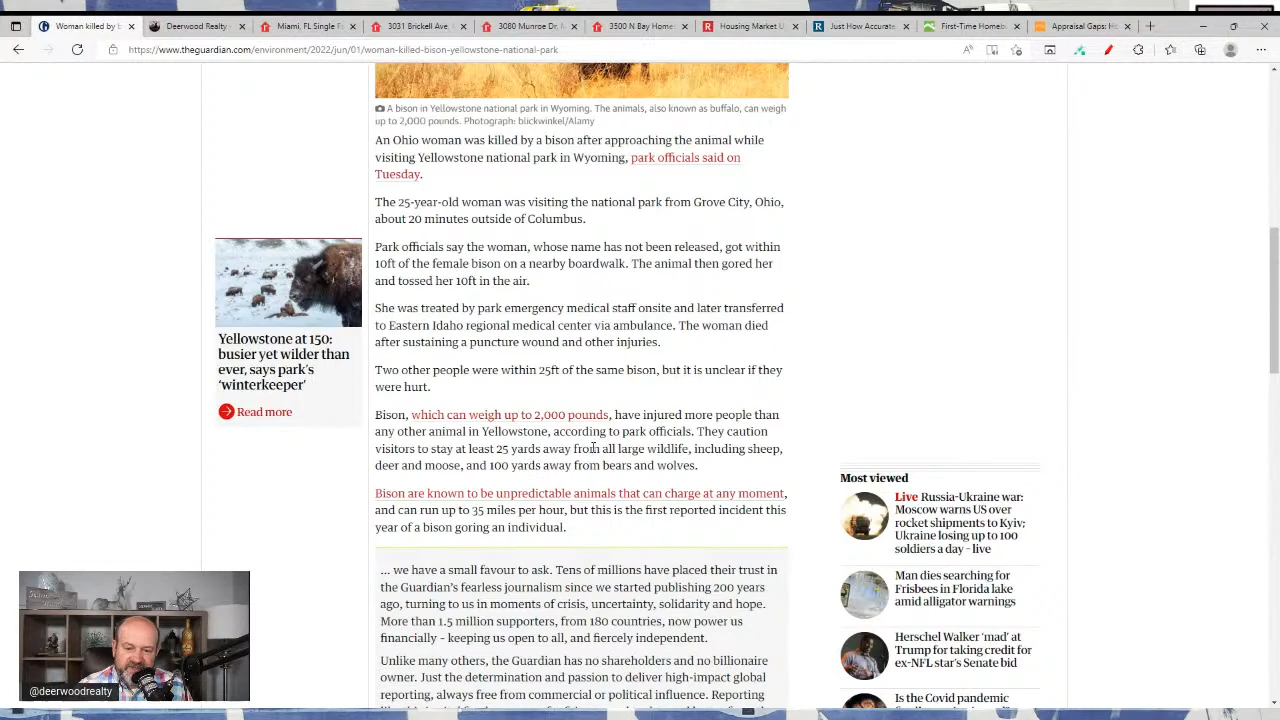 Woman killed by b
Deerwood Realty -
Miami, FL Single F
3031 Brickell Ave,
3080 Munroe Dr, M
3500 N Bay Homes
Housing Market U
Just How Accurate
First-Time Homeb
Appraisal Gaps: Ho
https://www.theguardian.com/environment/2022/jun/01/woman-killed-bison-yellowstone-national-park
A bison in Yellowstone national park in Wyoming. The animals, also known as buffalo, can weigh
up to 2,000 pounds. Photograph: blickwinkel/Alamy
An Ohio woman was killed by a bison after approaching the animal while
visiting Yellowstone national park in Wyoming, park officials said on
Tuesday.
The 25-year-old woman was visiting the national park from Grove City, Ohio,
about 20 minutes outside of Columbus.
Park officials say the woman, whose name has not been released, got within
10ft of the female bison on a nearby boardwalk. The animal then gored her
and tossed her 10ft in the air.
She was treated by park emergency medical staff onsite and later transferred
to Eastern Idaho regional medical center via ambulance. The woman died
after sustaining a puncture wound and other injuries.
Two other people were within 25ft of the same bison, but it is unclear if they
were hurt.
Bison, which can weigh up to 2,000 pounds, have injured more people than
any other animal in Yellowstone, according to park officials. They caution
visitors to stay at least 25 yards away from all large wildlife, including sheep,
deer and moose, and 100 yards away from bears and wolves.
Bison are known to be unpredictable animals that can charge at any moment,
and can run up to 35 miles per hour, but this is the first reported incident this
year of a bison goring an individual.
... we have a small favour to ask. Tens of millions have placed their trust in
the Guardian's fearless journalism since we started publishing 200 years
ago, turning to us in moments of crisis, uncertainty, solidarity and hope.
More than 1.5 million supporters, from 180 countries, now power us
financially – keeping us open to all, and fiercely independent.
Unlike many others, the Guardian has no shareholders and no billionaire
owner. Just the determination and passion to deliver high-impact global
reporting, always free from commercial or political influence. Reporting
Yellowstone at 150:
busier yet wilder than
ever, says park's
'winterkeeper'
Read more
Most viewed
Live Russia-Ukraine war:
Moscow warns US over
rocket shipments to Kyiv;
Ukraine losing up to 100
soldiers a day – live
Man dies searching for
Frisbees in Florida lake
amid alligator warnings
Herschel Walker 'mad' at
Trump for taking credit for
ex-NFL star's Senate bid
Is the Covid pandemic
@deerwoodrealty